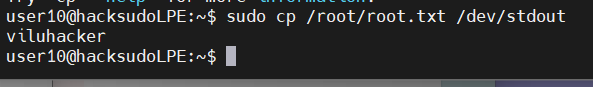 user10@hacksudoLPE:~$ sudo cp /root/root.txt /dev/stdout
viluhacker
user10@hacksudoLPE:~$